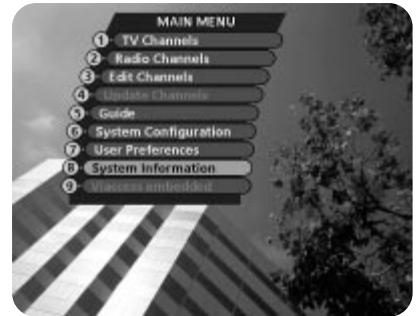 MAIN MENU
1 TV Channels
2 Radio Channels
3 Edit Channels
4 Update Channels
5 Guide
6 System Configuration
7 User Preferences
8 System Information
9 Viaccess embedded